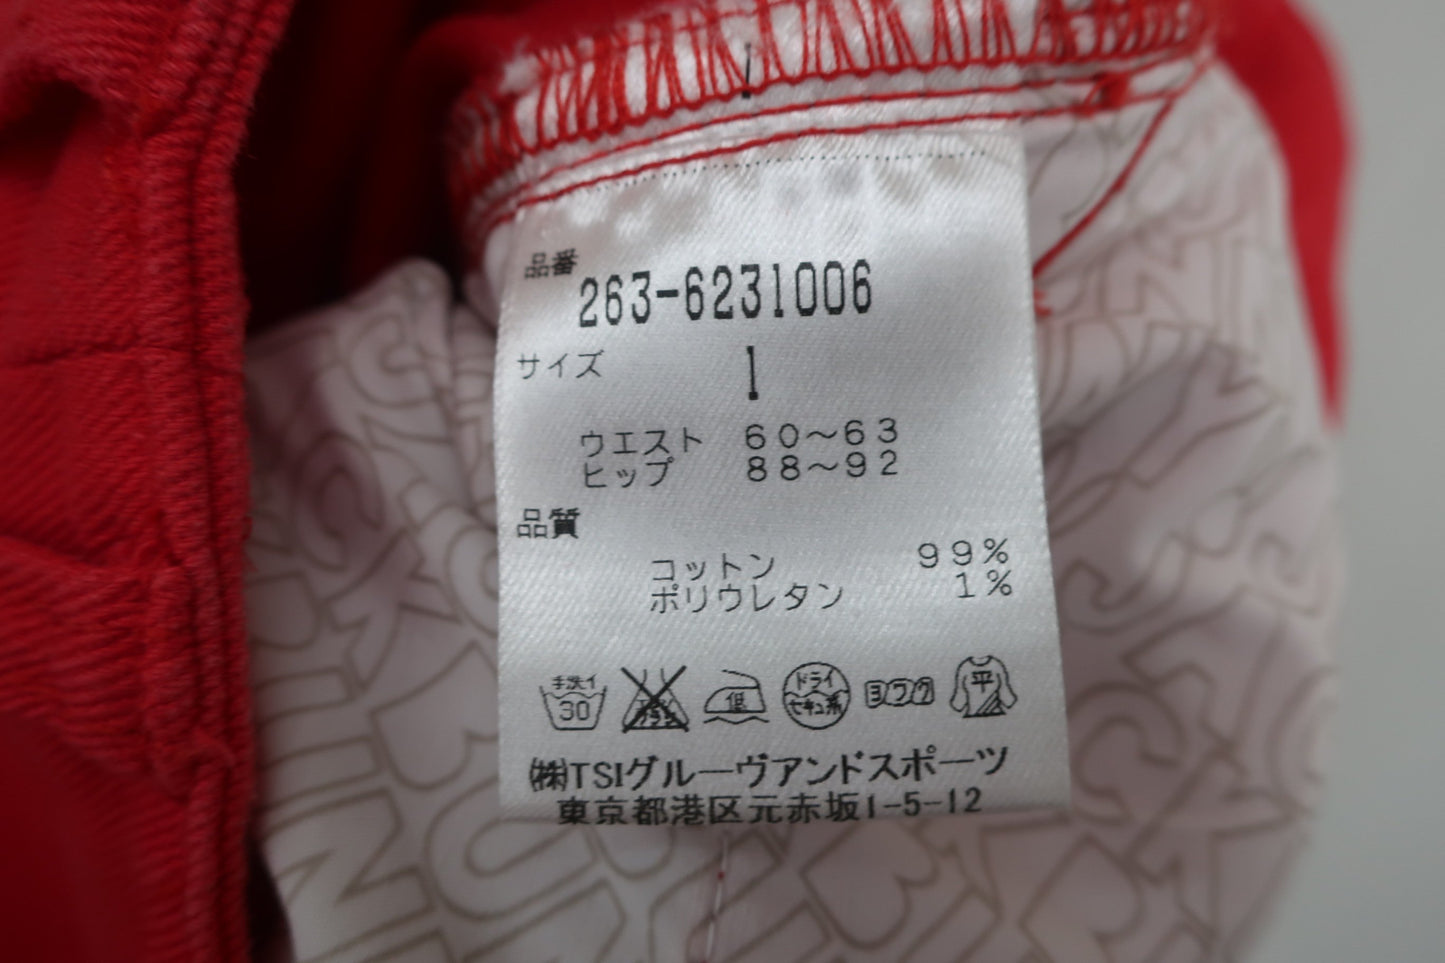 品番
263-6231006
サイズ 1
ウエスト 60〜63
ヒップ 88〜92
品質
コットン 99%
ポリウレタン 1%
手洗イ 30 低 ドライ セキユ系 ヨワク 平
㈱TSIグルーヴアンドスポーツ
東京都港区元赤坂1-5-12